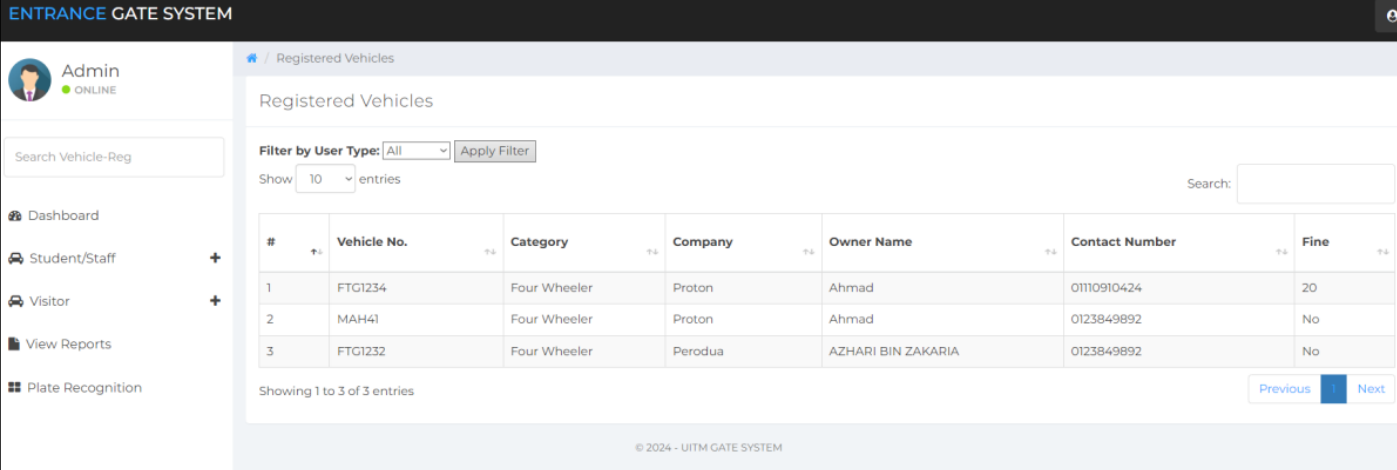 ENTRANCE GATE SYSTEM
Admin
ONLINE
Search Vehicle-Reg
Dashboard
Student/Staff +
Visitor +
View Reports
Plate Recognition
/ Registered Vehicles
Registered Vehicles
Filter by User Type: All Apply Filter
Show 10 entries
Search:
# Vehicle No. Category Company Owner Name Contact Number Fine
1 FTG1234 Four Wheeler Proton Ahmad 01110910424 20
2 MAH41 Four Wheeler Proton Ahmad 0123849892 No
3 FTG1232 Four Wheeler Perodua AZHARI BIN ZAKARIA 0123849892 No
Showing 1 to 3 of 3 entries
Previous 1 Next
© 2024 - UITM GATE SYSTEM